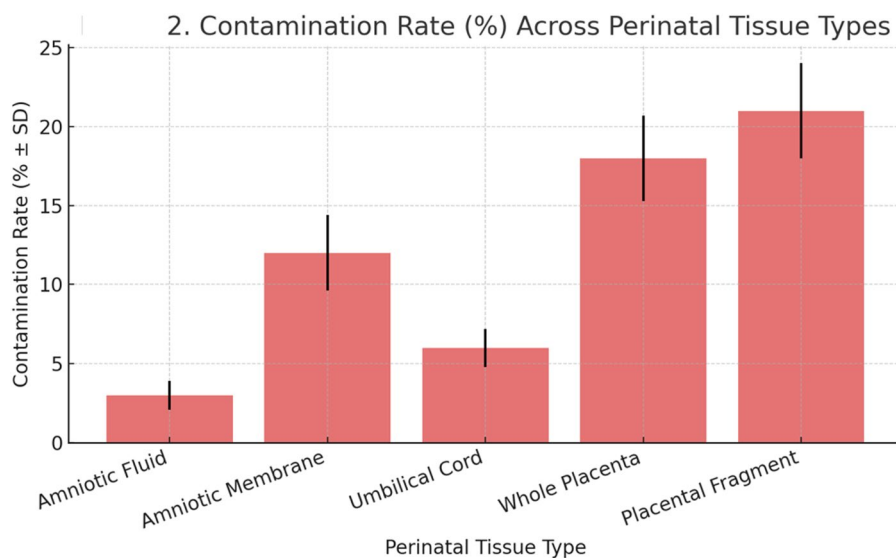 2. Contamination Rate (%) Across Perinatal Tissue Types
Contamination Rate (% ± SD)
25
20
15
10
5
0
Amniotic Fluid
Amniotic Membrane
Umbilical Cord
Whole Placenta
Placental Fragment
Perinatal Tissue Type